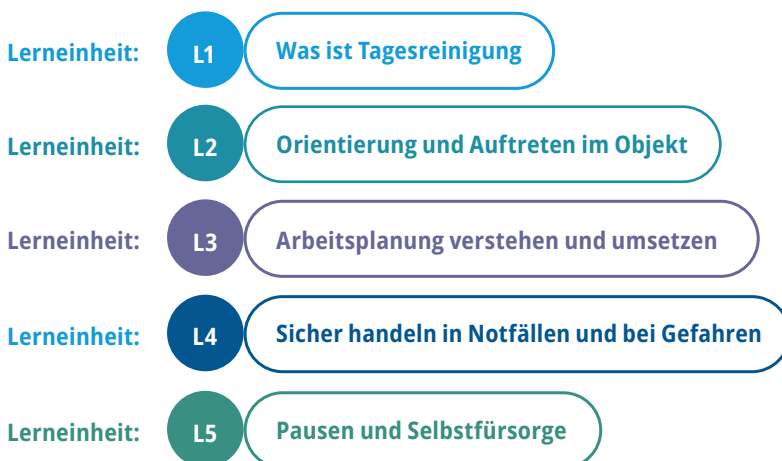 Lerneinheit: L1 Was ist Tagesreinigung
Lerneinheit: L2 Orientierung und Auftreten im Objekt
Lerneinheit: L3 Arbeitsplanung verstehen und umsetzen
Lerneinheit: L4 Sicher handeln in Notfällen und bei Gefahren
Lerneinheit: L5 Pausen und Selbstfürsorge